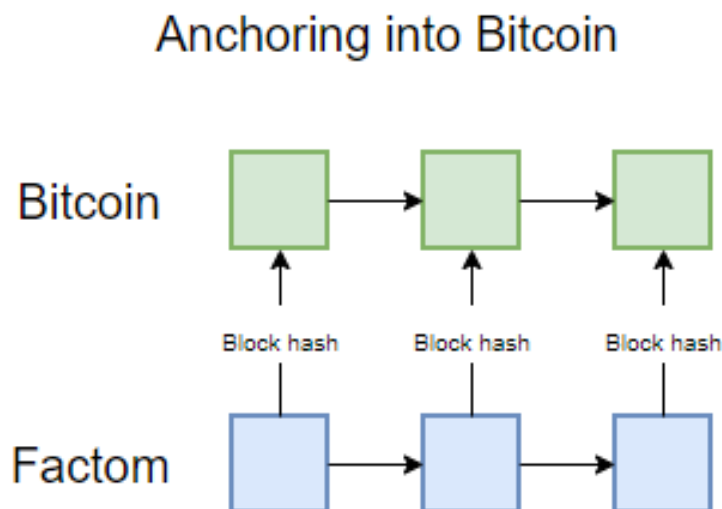 Anchoring into Bitcoin
Bitcoin
Block hash Block hash Block hash
Factom